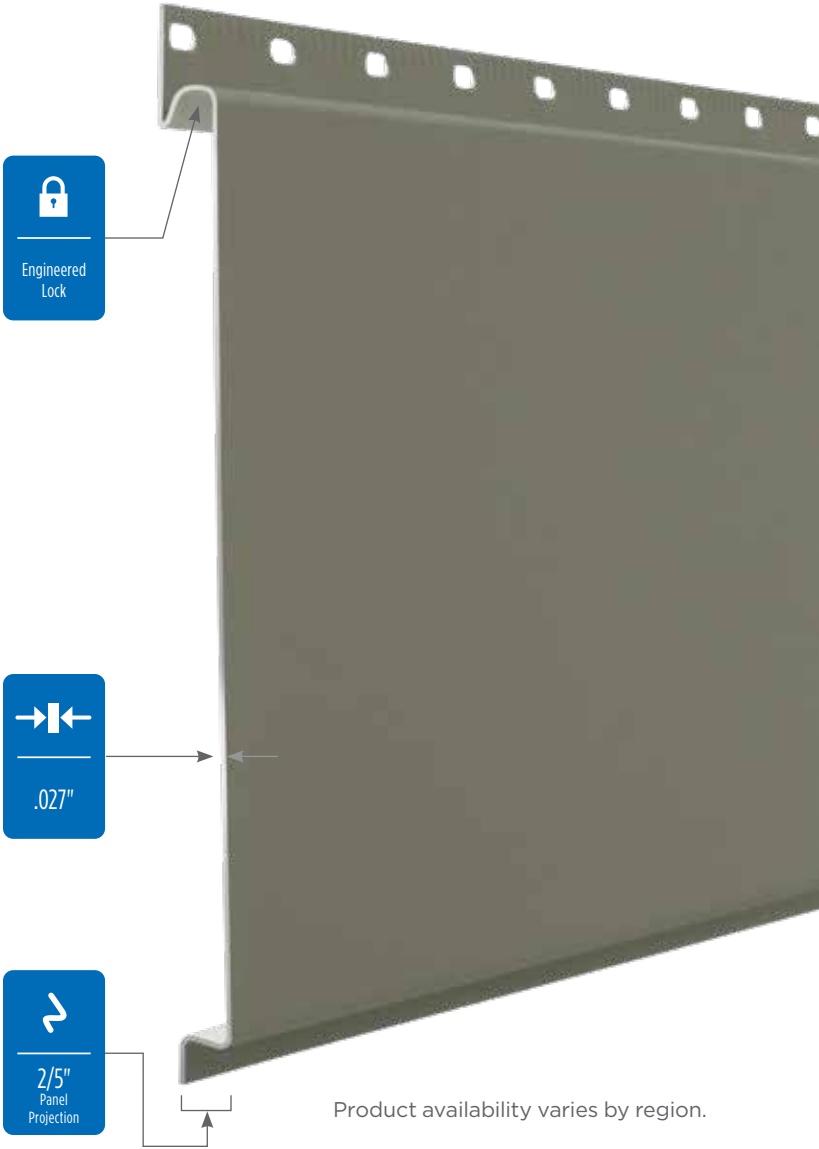 Engineered
Lock
.027"
2/5"
Panel
Projection
Product availability varies by region.